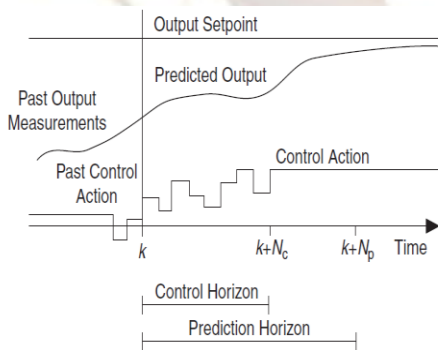 Output Setpoint
Predicted Output
Past Output
Measurements
Past Control
Action
Control Action
k
k+Nc
k+Np
Time
Control Horizon
Prediction Horizon